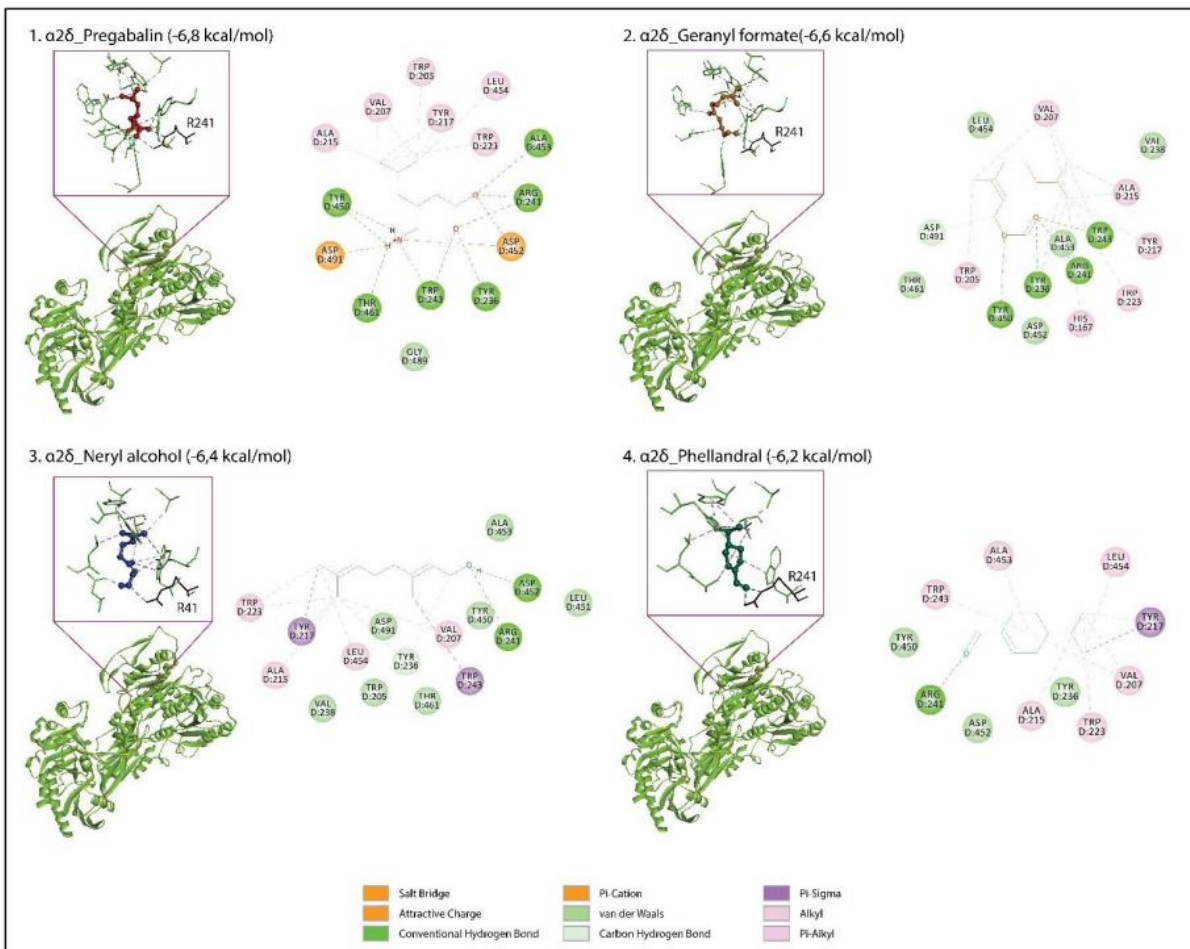 1. α2δ_Pregabalin (-6,8 kcal/mol)
R241
TRP
D:205
LEU
D:454
VAL
D:207
TYR
D:217
ALA
D:215
TRP
D:223
ALA
D:453
TYR
D:450
ARG
D:241
H
H
N
O
O
ASP
D:491
ASP
D:452
THR
D:461
TRP
D:243
TYR
D:236
GLY
D:489
2. α2δ_Geranyl formate(-6,6 kcal/mol)
R241
LEU
D:454
VAL
D:207
VAL
D:238
ALA
D:215
ASP
D:491
O
O
ALA
D:453
TRP
D:243
TYR
D:217
THR
D:461
TRP
D:205
TYR
D:236
ARG
D:241
TRP
D:223
TYR
D:450
ASP
D:452
HIS
D:167
3. α2δ_Neryl alcohol (-6,4 kcal/mol)
R41
ALA
D:453
O
H
ASP
D:452
LEU
D:451
TRP
D:223
TYR
D:217
ASP
D:491
TYR
D:450
VAL
D:207
ARG
D:241
ALA
D:215
LEU
D:454
TYR
D:236
TRP
D:243
VAL
D:238
TRP
D:205
THR
D:461
4. α2δ_Phellandral (-6,2 kcal/mol)
R241
ALA
D:453
LEU
D:454
TRP
D:243
TYR
D:217
TYR
D:450
O
VAL
D:207
ARG
D:241
TYR
D:236
ASP
D:452
ALA
D:215
TRP
D:223
Salt Bridge
Attractive Charge
Conventional Hydrogen Bond
Pi-Cation
van der Waals
Carbon Hydrogen Bond
Pi-Sigma
Alkyl
Pi-Alkyl